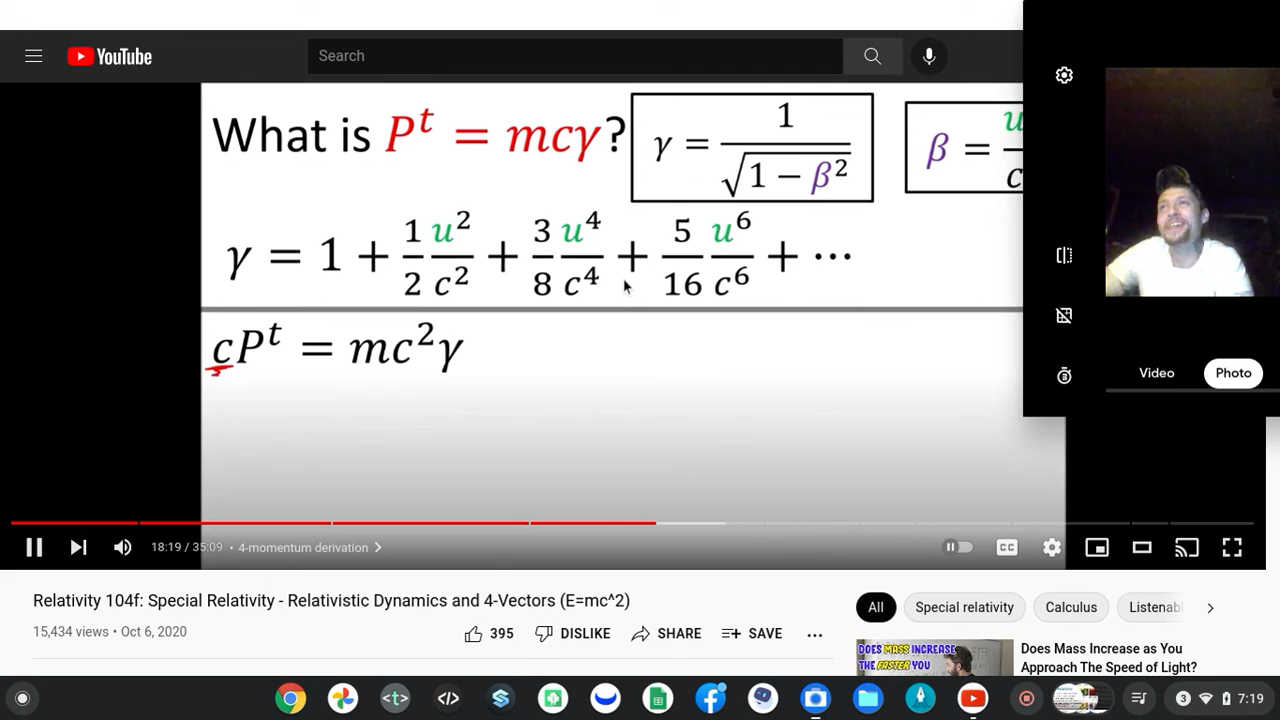 YouTube
Search
What is P^t = mcγ?
γ = 1/√(1 − β²)
β = u/c
γ = 1 + 1/2 u²/c² + 3/8 u⁴/c⁴ + 5/16 u⁶/c⁶ + ⋯
cP^t = mc²γ
Video
Photo
18:19 / 35:09 • 4-momentum derivation
CC
Relativity 104f: Special Relativity - Relativistic Dynamics and 4-Vectors (E=mc^2)
15,434 views • Oct 6, 2020
395
DISLIKE
SHARE
SAVE
All
Special relativity
Calculus
Listenab
DOES MASS INCREASE
THE FASTER YOU
Does Mass Increase as You
Approach The Speed of Light?
3
7:19